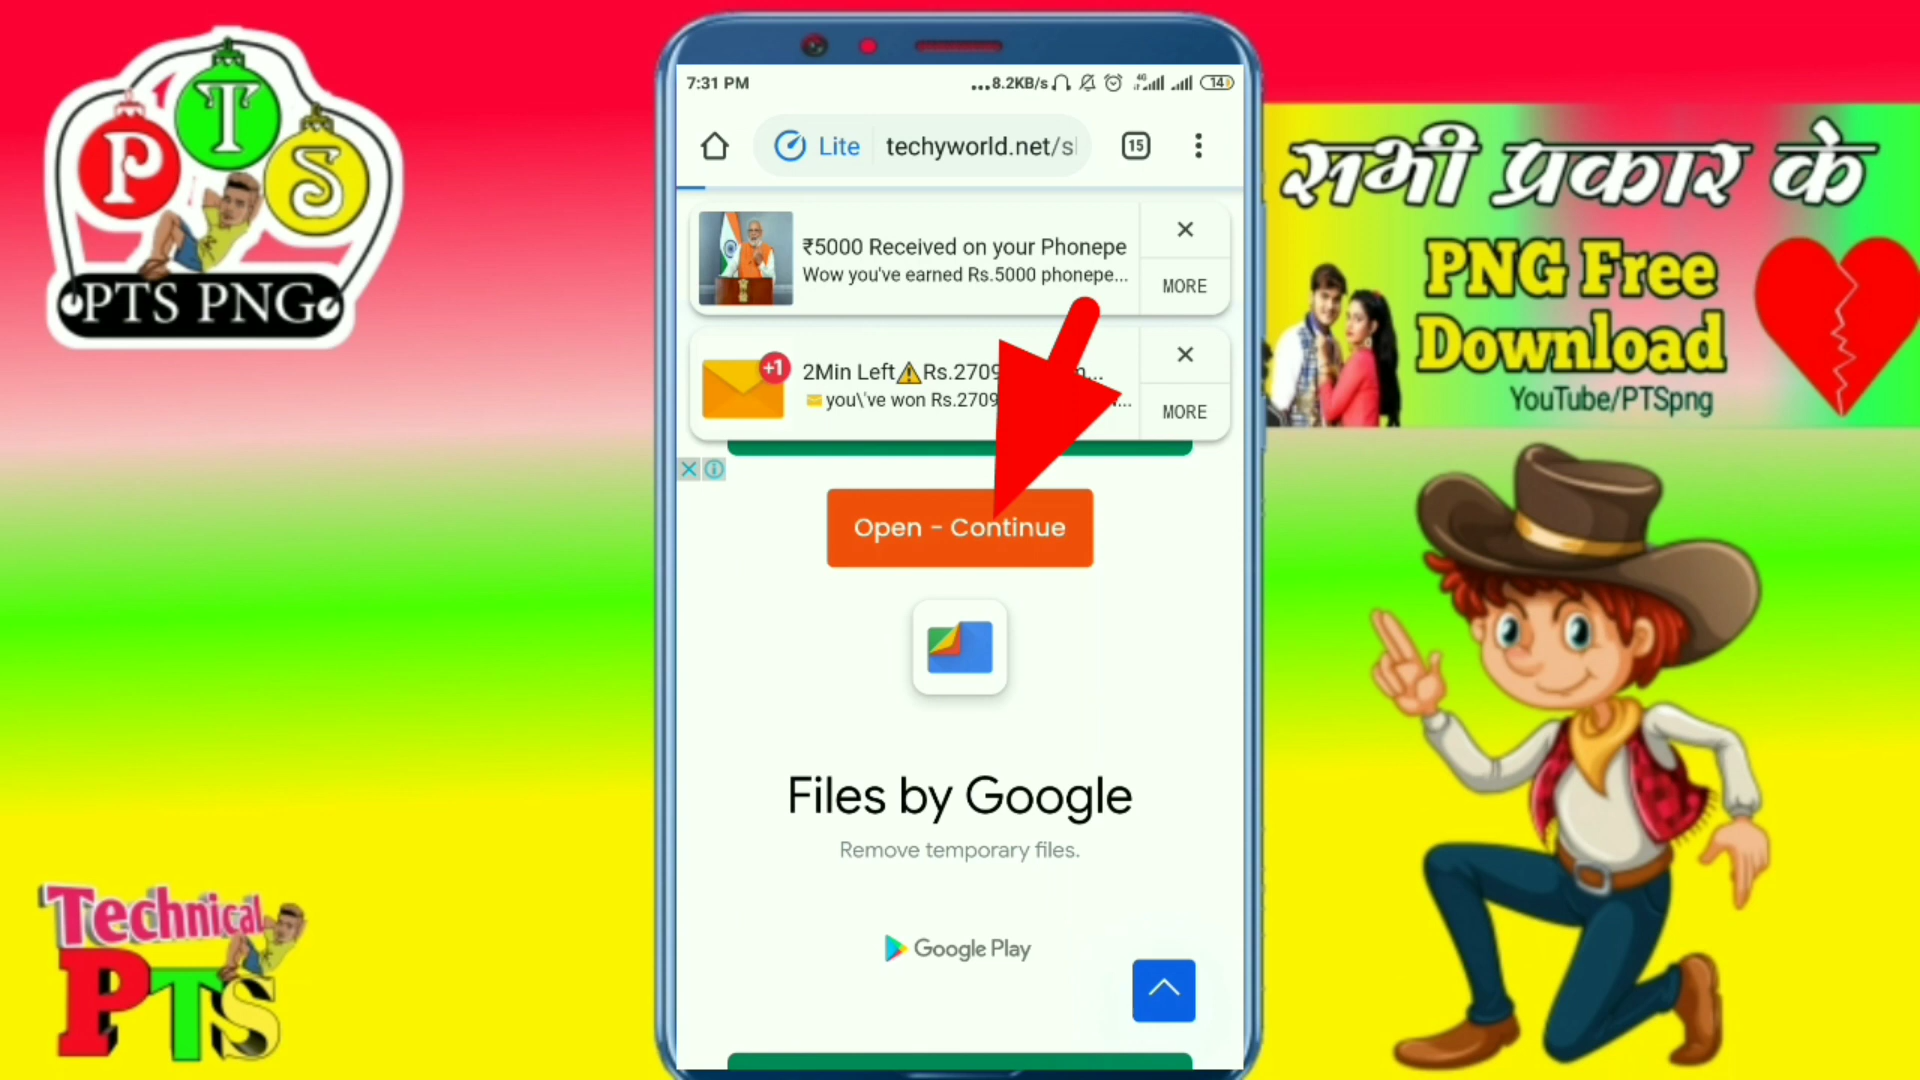 P
T
S
PTS PNG
Technical
PTS
7:31 PM
...8.2KB/s
4G
14
Lite
techyworld.net/s
15
₹5000 Received on your Phonepe
Wow you've earned Rs.5000 phonepe...
MORE
+1
2Min Left⚠Rs.2709
you\'ve won Rs.2709
MORE
Open - Continue
Files by Google
Remove temporary files.
Google Play
सभी प्रकार के
PNG Free
Download
YouTube/PTSpng